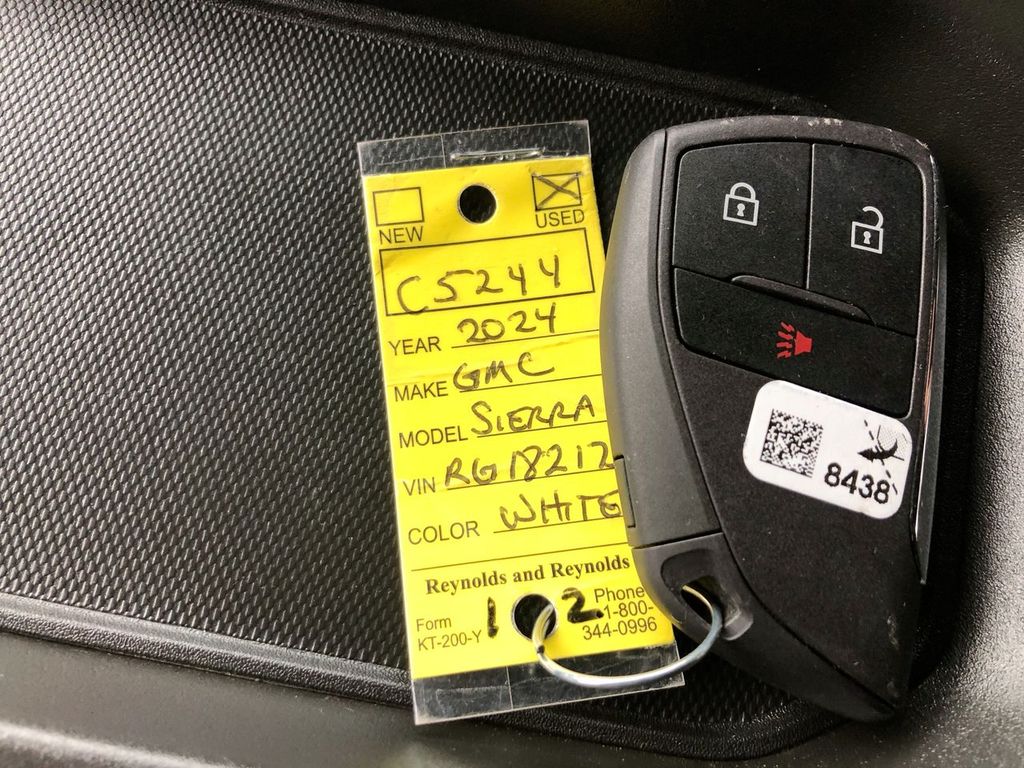 NEW USED
C5244
YEAR 2024
MAKE GMC
MODEL SIERRA
VIN RG18212
COLOR WHITE
Reynolds and Reynolds
Form
KT-200-Y
1 2
Phone
1-800-
344-0996
8438